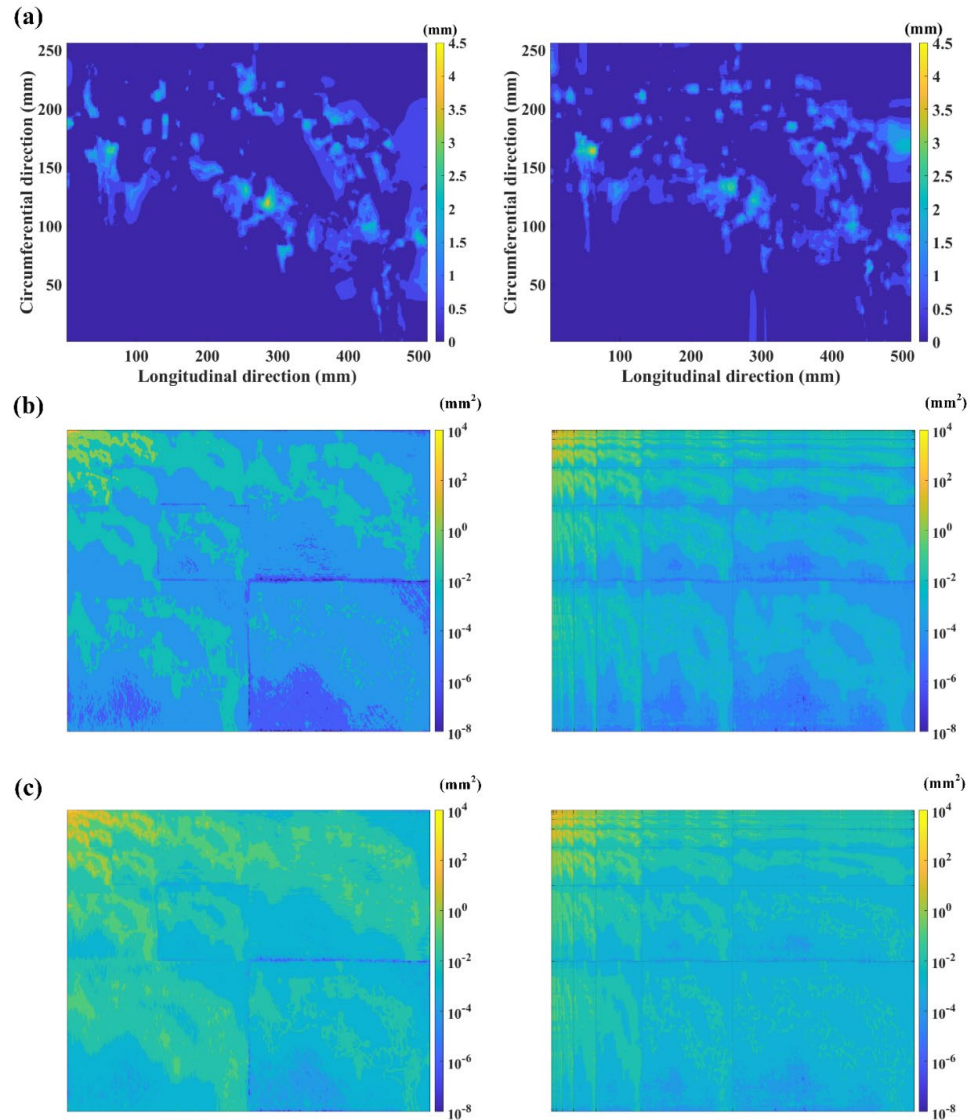 (a)
(mm) (mm)
250 4.5 250 4.5
4 4
200 3.5 200 3.5
3 3
150 2.5 150 2.5
2 2
100 1.5 100 1.5
1 1
50 0.5 50 0.5
0 0
Circumferential direction (mm) Circumferential direction (mm)
100 200 300 400 500 100 200 300 400 500
Longitudinal direction (mm) Longitudinal direction (mm)
(b)
(mm²) (mm²)
10⁴ 10⁴
10² 10²
10⁰ 10⁰
10⁻² 10⁻²
10⁻⁴ 10⁻⁴
10⁻⁶ 10⁻⁶
10⁻⁸ 10⁻⁸
(c)
(mm²) (mm²)
10⁴ 10⁴
10² 10²
10⁰ 10⁰
10⁻² 10⁻²
10⁻⁴ 10⁻⁴
10⁻⁶ 10⁻⁶
10⁻⁸ 10⁻⁸